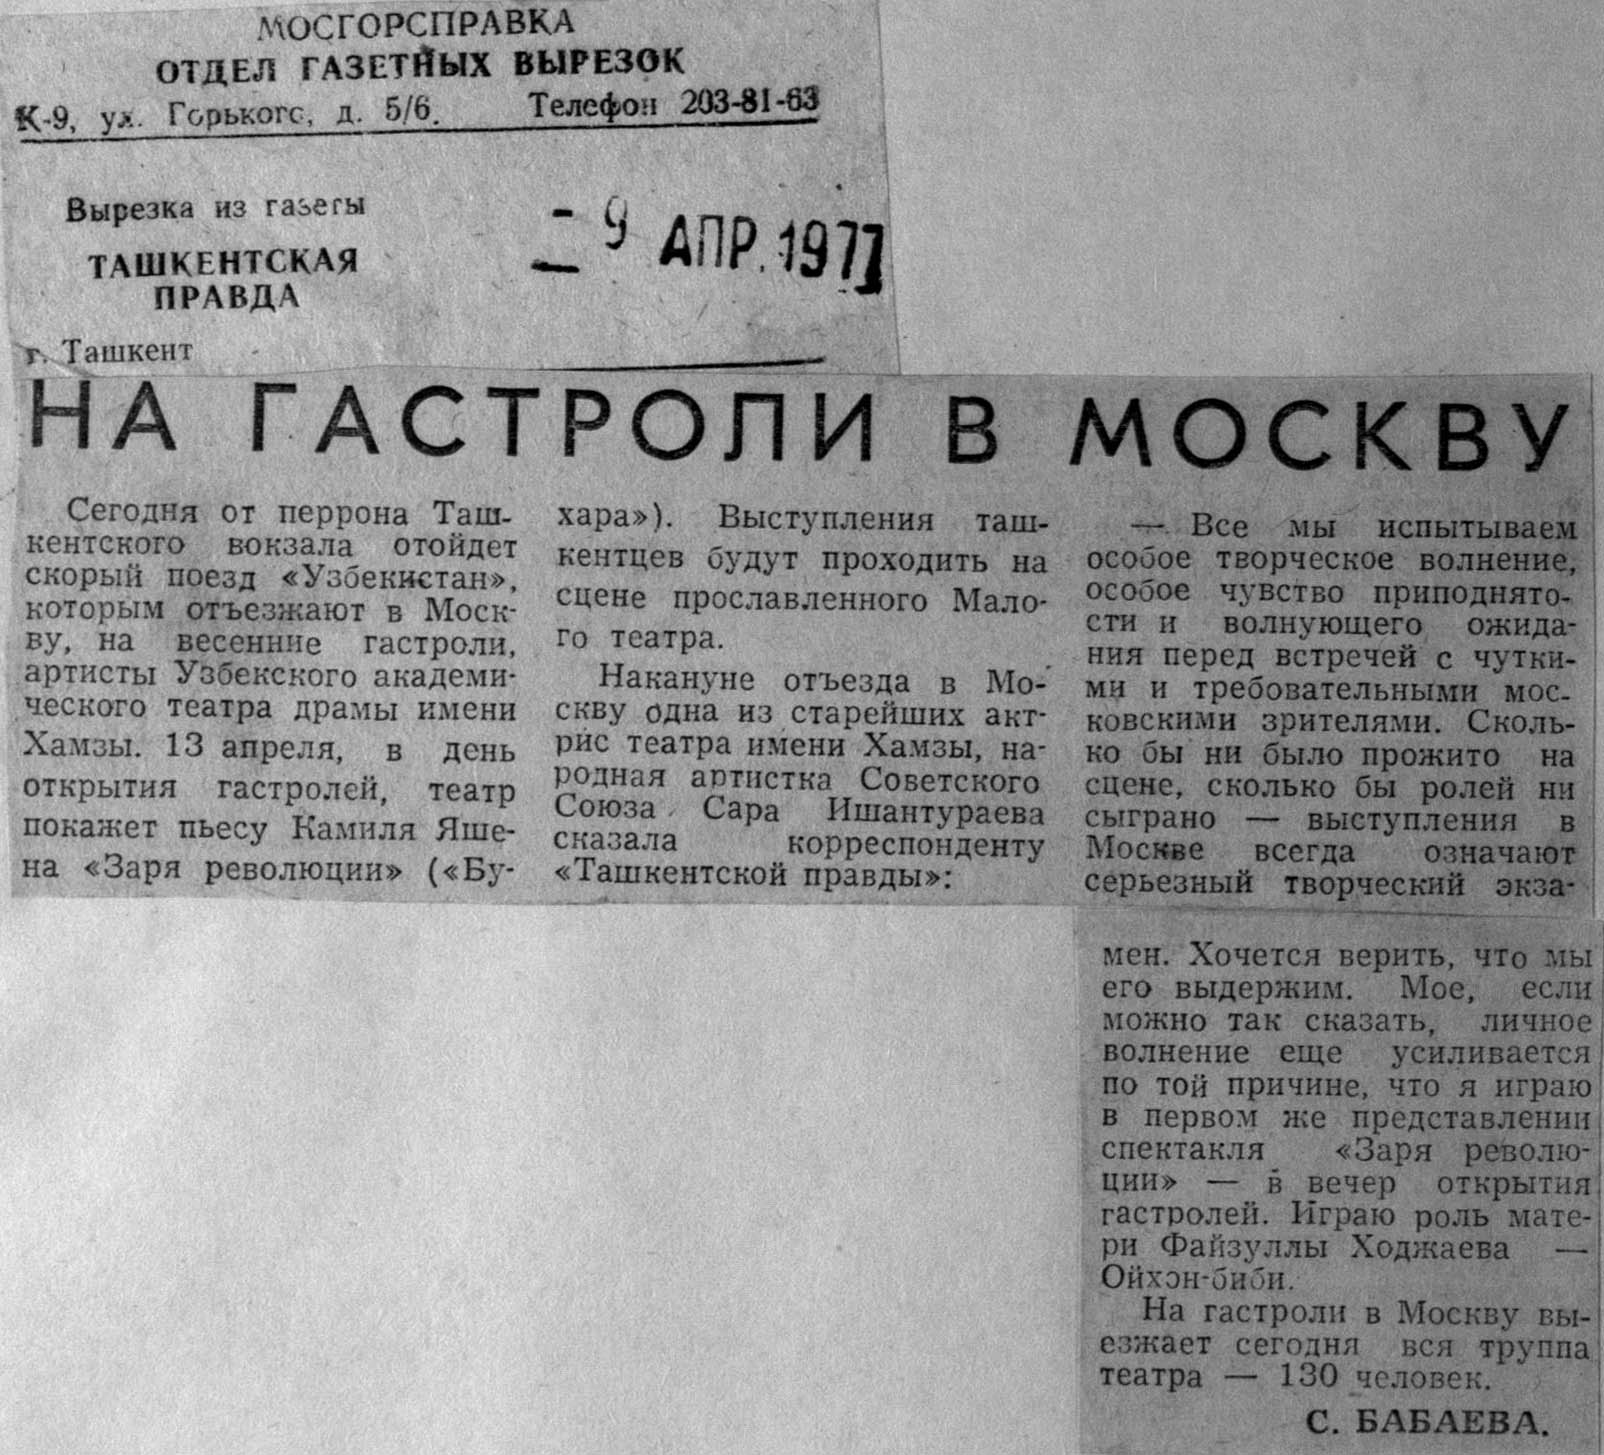 МОСГОРСПРАВКА
ОТДЕЛ ГАЗЕТНЫХ ВЫРЕЗОК
К-9, ул. Горького, д. 5/6. Телефон 203-81-63
Вырезка из газеты
ТАШКЕНТСКАЯ
ПРАВДА
г. Ташкент
- 9 АПР. 1977
НА ГАСТРОЛИ В МОСКВУ
Сегодня от перрона Таш-
кентского вокзала отойдет
скорый поезд «Узбекистан»,
которым отъезжают в Моск-
ву, на весенние гастроли,
артисты Узбекского академи-
ческого театра драмы имени
Хамзы. 13 апреля, в день
открытия гастролей, театр
покажет пьесу Камиля Яше-
на «Заря революции» («Бу-
хара»). Выступления таш-
кентцев будут проходить на
сцене прославленного Мало-
го театра.
Накануне отъезда в Мо-
скву одна из старейших акт-
рис театра имени Хамзы, на-
родная артистка Советского
Союза Сара Ишантураева
сказала корреспонденту
«Ташкентской правды»:
— Все мы испытываем
особое творческое волнение,
особое чувство приподнято-
сти и волнующего ожида-
ния перед встречей с чутки-
ми и требовательными мос-
ковскими зрителями. Сколь-
ко бы ни было прожито на
сцене, сколько бы ролей ни
сыграно — выступления в
Москве всегда означают
серьезный творческий экза-
мен. Хочется верить, что мы
его выдержим. Мое, если
можно так сказать, личное
волнение еще усиливается
по той причине, что я играю
в первом же представлении
спектакля «Заря револю-
ции» — в вечер открытия
гастролей. Играю роль мате-
ри Файзуллы Ходжаева —
Ойхон-биби.
На гастроли в Москву вы-
езжает сегодня вся труппа
театра — 130 человек.
С. БАБАЕВА.